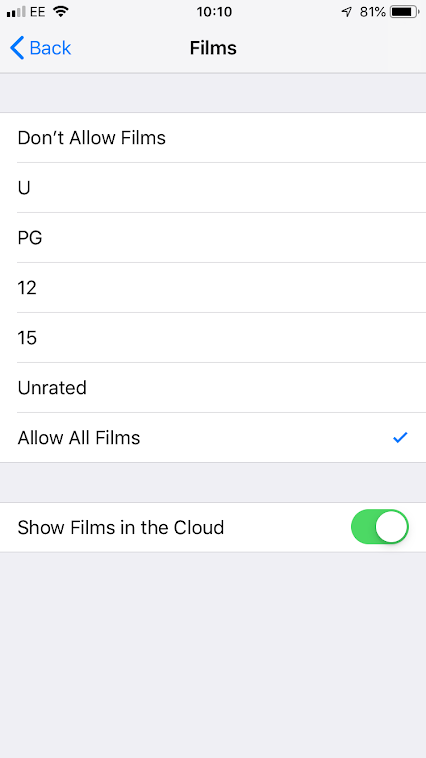 EE 10:10 81%
Back Films
Don’t Allow Films
U
PG
12
15
Unrated
Allow All Films
Show Films in the Cloud